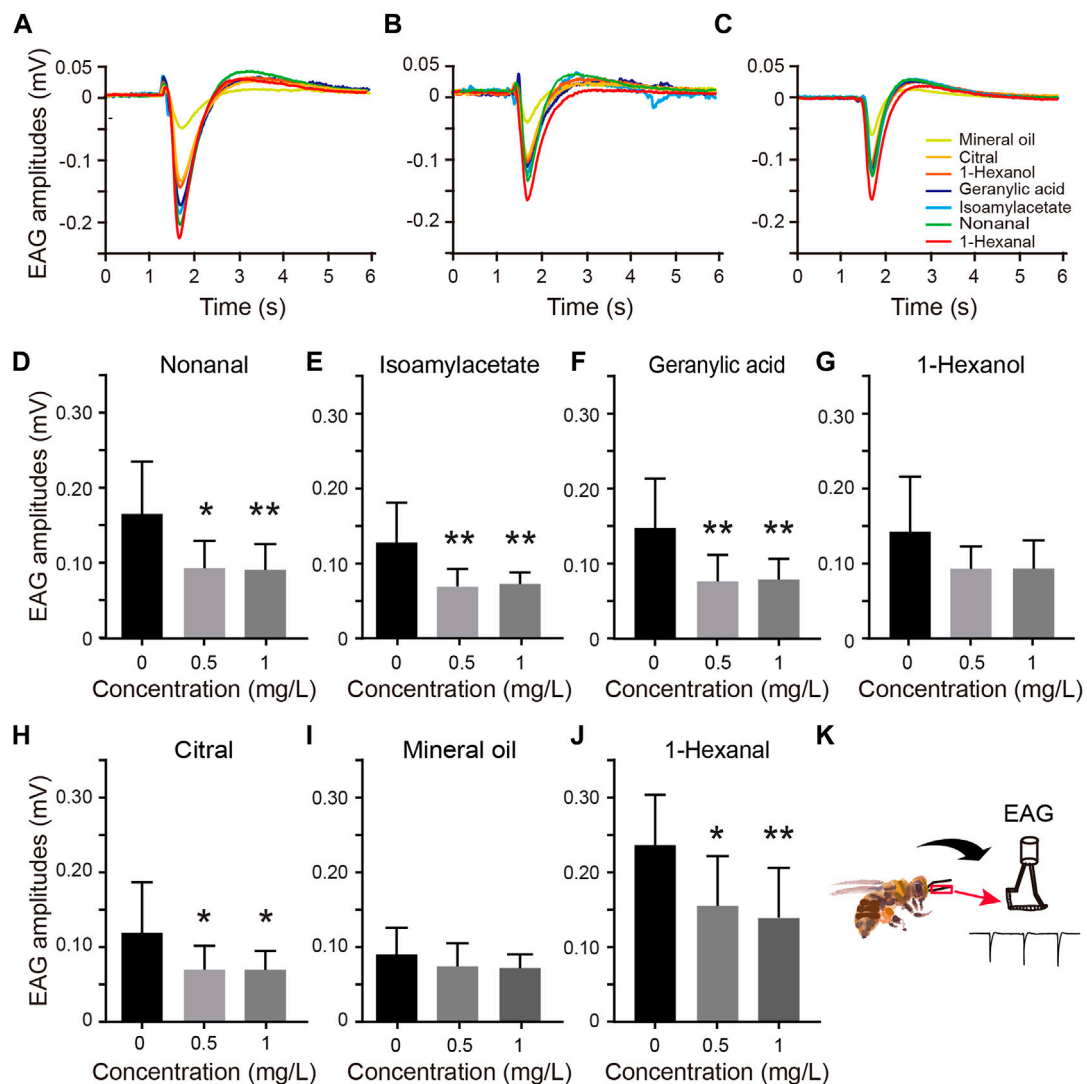 A
B
C
EAG amplitudes (mV)
0.05
0
-
-0.1
-0.2
0 1 2 3 4 5 6
Time (s)
0.05
0
-0.1
-0.2
0 1 2 3 4 5 6
Time (s)
0.05
0
-0.1
-0.2
0 1 2 3 4 5 6
Time (s)
Mineral oil
Citral
1-Hexanol
Geranylic acid
Isoamylacetate
Nonanal
1-Hexanal
D Nonanal
EAG amplitudes (mV)
0.30
0.20
0.10
0
* **
0 0.5 1
Concentration (mg/L)
E Isoamylacetate
0.30
0.20
0.10
0
** **
0 0.5 1
Concentration (mg/L)
F Geranylic acid
0.30
0.20
0.10
0
** **
0 0.5 1
Concentration (mg/L)
G 1-Hexanol
0.30
0.20
0.10
0
0 0.5 1
Concentration (mg/L)
H Citral
EAG amplitudes (mV)
0.30
0.20
0.10
0
* *
0 0.5 1
Concentration (mg/L)
I Mineral oil
0.30
0.20
0.10
0
0 0.5 1
Concentration (mg/L)
J 1-Hexanal
0.30
0.20
0.10
0
* **
0 0.5 1
Concentration (mg/L)
K
EAG